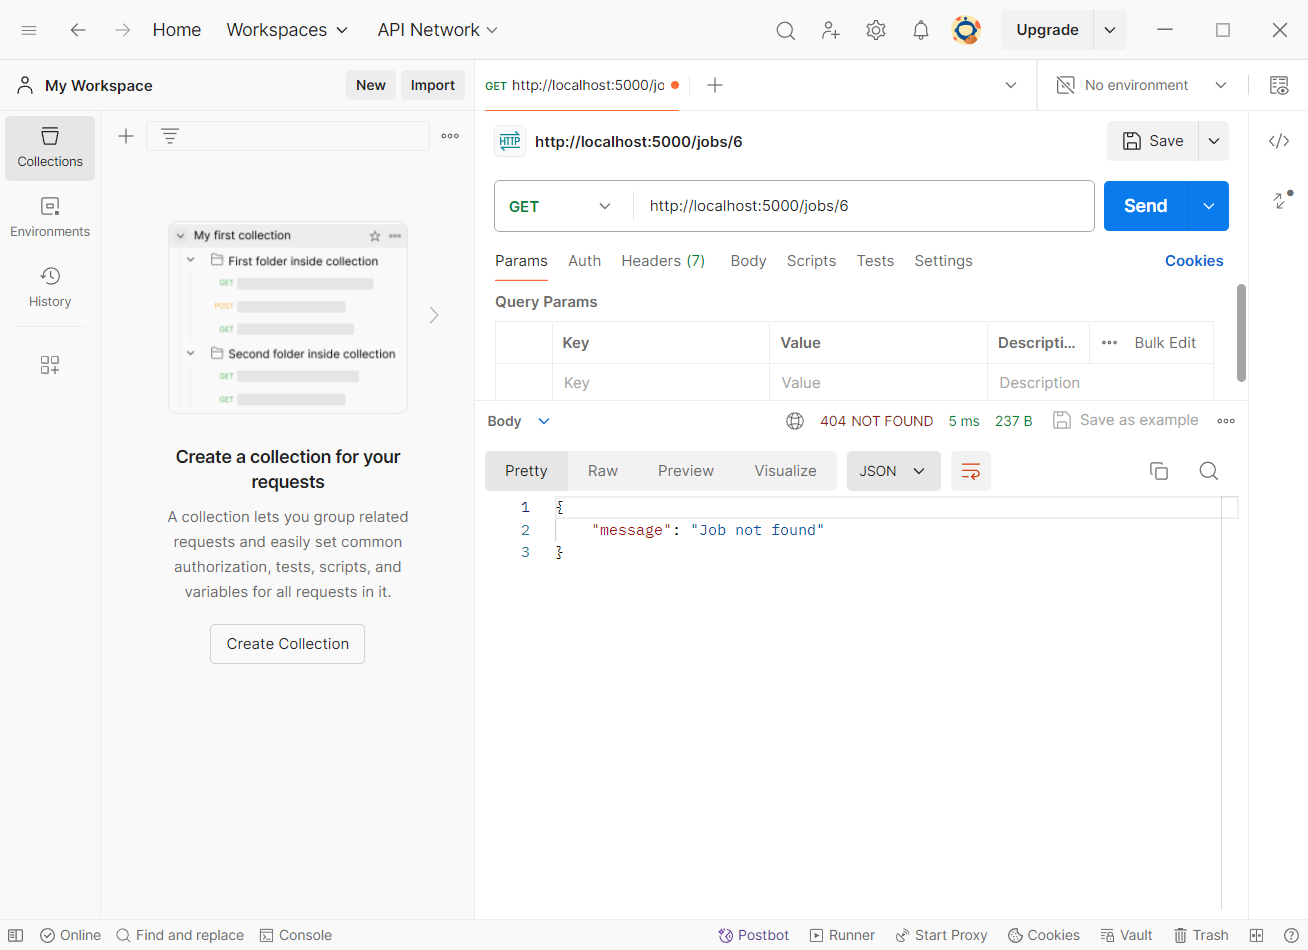 Home
Workspaces
API Network
Upgrade
My Workspace
New
Import
GET http://localhost:5000/jo
No environment
Collections
Environments
History
My first collection
First folder inside collection
GET
POST
GET
Second folder inside collection
GET
GET
Create a collection for your
requests
A collection lets you group related
requests and easily set common
authorization, tests, scripts, and
variables for all requests in it.
Create Collection
HTTP
http://localhost:5000/jobs/6
Save
GET
http://localhost:5000/jobs/6
Send
Params
Auth
Headers (7)
Body
Scripts
Tests
Settings
Cookies
Query Params
Key
Value
Descripti...
Bulk Edit
Key
Value
Description
Body
404 NOT FOUND
5 ms
237 B
Save as example
Pretty
Raw
Preview
Visualize
JSON
1 {
2 "message": "Job not found"
3 }
Online
Find and replace
Console
Postbot
Runner
Start Proxy
Cookies
Vault
Trash